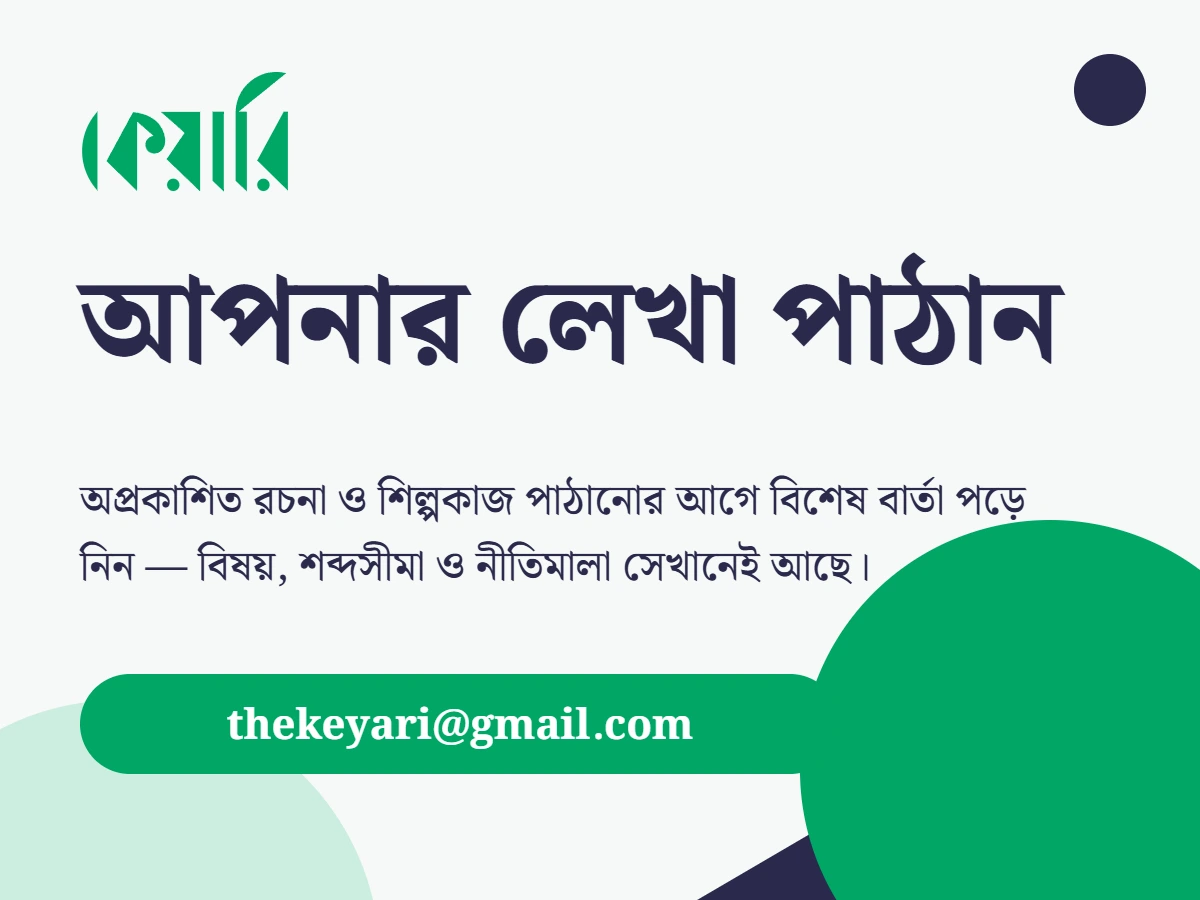 কেয়ারি
আপনার লেখা পাঠান
অপ্রকাশিত রচনা ও শিল্পকাজ পাঠানোর আগে বিশেষ বার্তা পড়ে
নিন — বিষয়, শব্দসীমা ও নীতিমালা সেখানেই আছে।
thekeyari@gmail.com